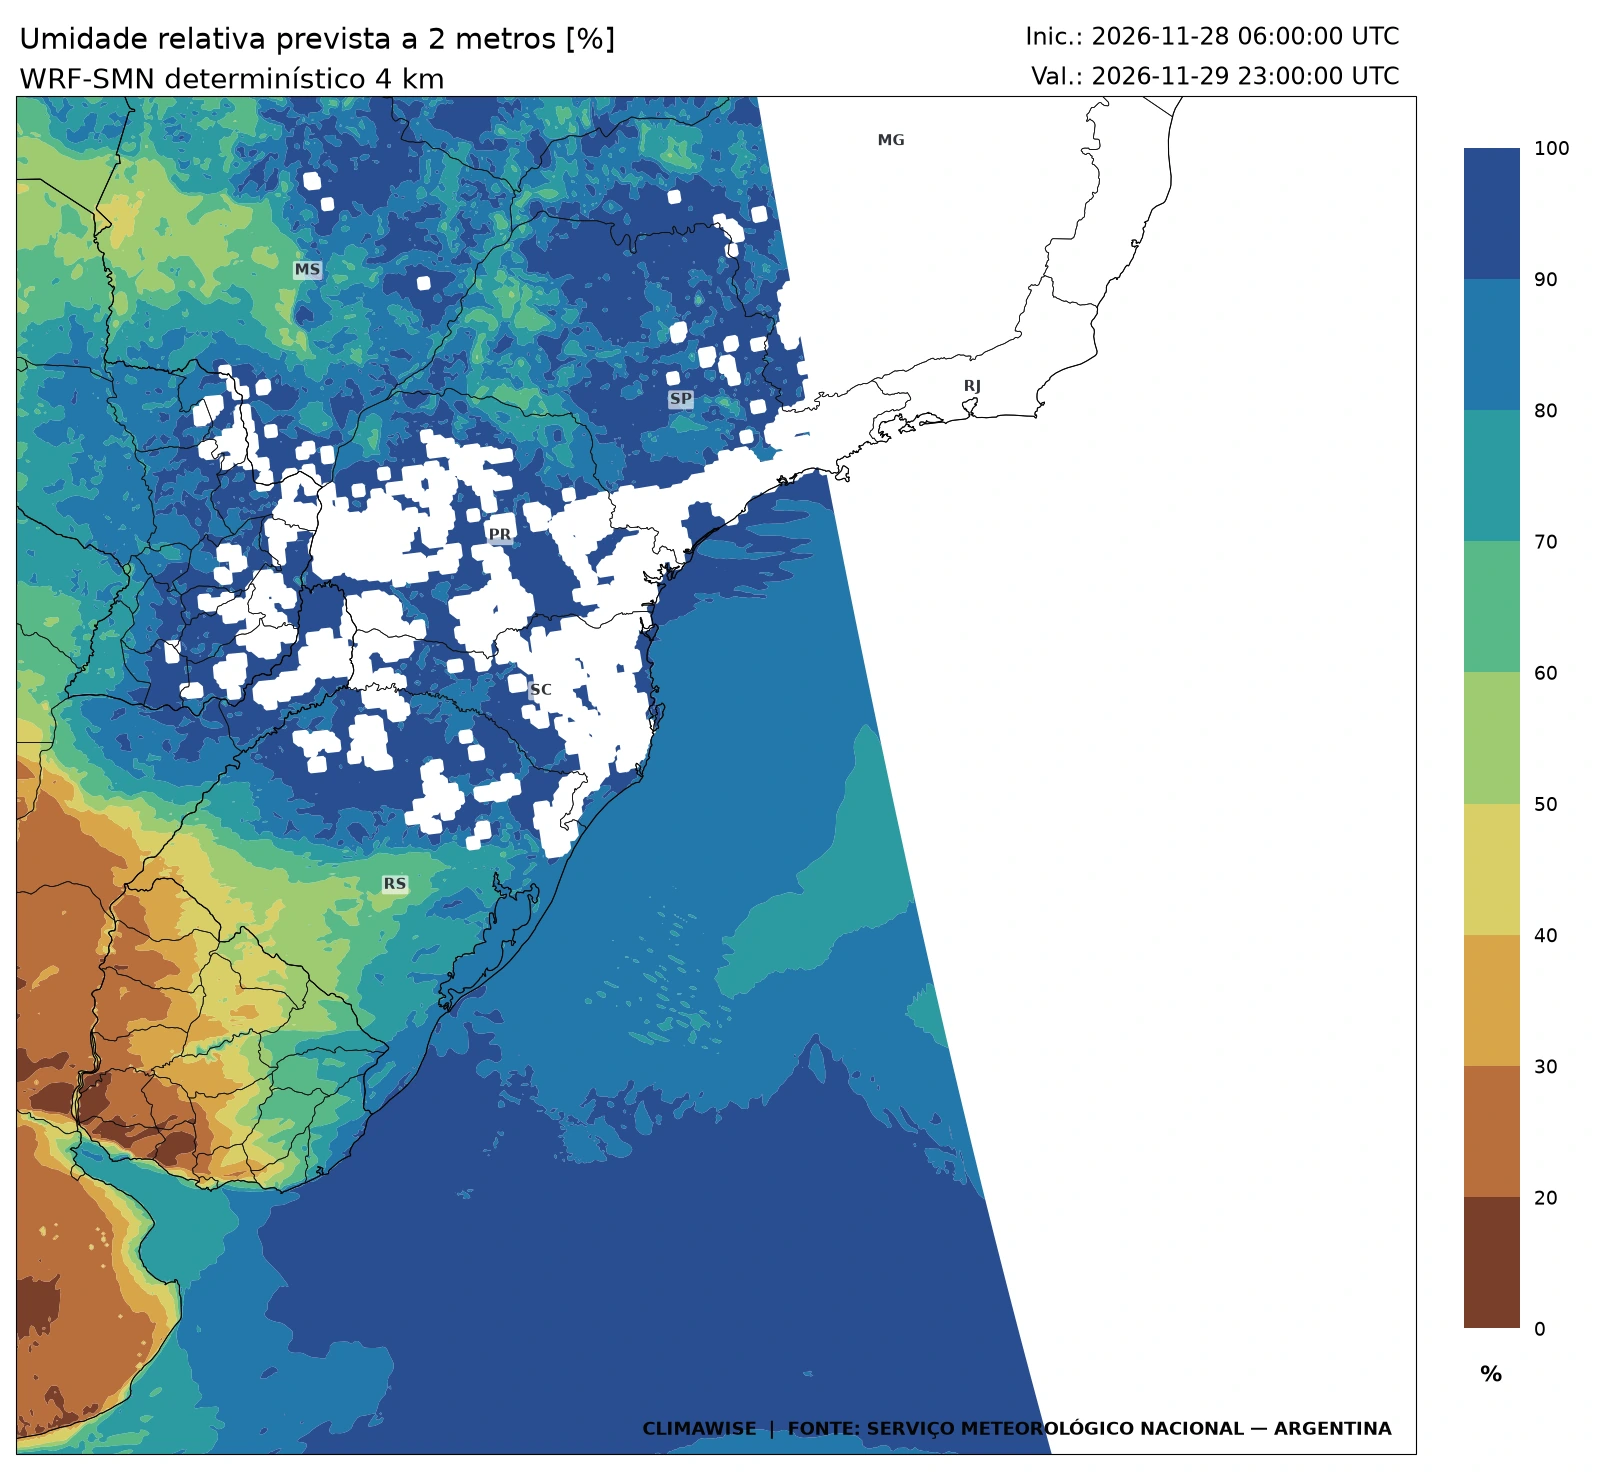 Umidade relativa prevista a 2 metros [%]
WRF-SMN determinístico 4 km
Inic.: 2026-11-28 06:00:00 UTC
Val.: 2026-11-29 23:00:00 UTC
MG
MS
RJ
SP
PR
SC
RS
100
90
80
70
60
50
40
30
20
0
%
CLIMAWISE | FONTE: SERVIÇO METEOROLÓGICO NACIONAL — ARGENTINA